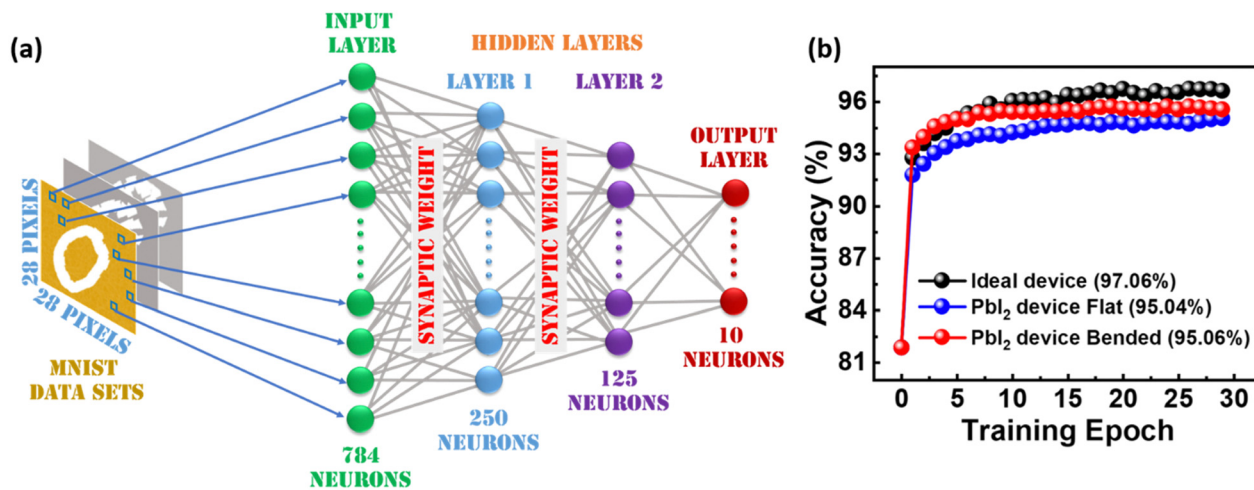 (a)
INPUT
LAYER
HIDDEN LAYERS
LAYER 1
LAYER 2
OUTPUT
LAYER
SYNAPTIC WEIGHT
SYNAPTIC WEIGHT
28 PIXELS
28 PIXELS
MNIST
DATA SETS
784
NEURONS
250
NEURONS
125
NEURONS
10
NEURONS
(b)
Accuracy (%)
96
93
90
87
84
81
Ideal device (97.06%)
PbI₂ device Flat (95.04%)
PbI₂ device Bended (95.06%)
0 5 10 15 20 25 30
Training Epoch